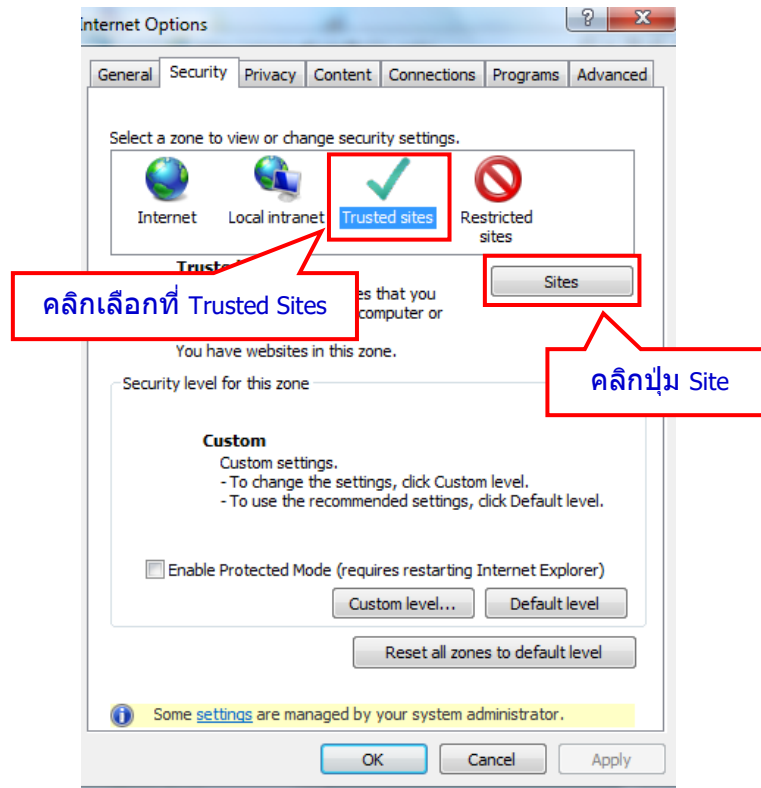 Internet Options
General Security Privacy Content Connections Programs Advanced
Select a zone to view or change security settings.
Internet Local intranet Trusted sites Restricted sites
Sites
that you
คลิกเลือกที่ Trusted Sites
computer or
You have websites in this zone.
คลิกปุ่ม Site
Security level for this zone
Custom
Custom settings.
- To change the settings, click Custom level.
- To use the recommended settings, click Default level.
Enable Protected Mode (requires restarting Internet Explorer)
Custom level... Default level
Reset all zones to default level
Some settings are managed by your system administrator.
OK Cancel Apply